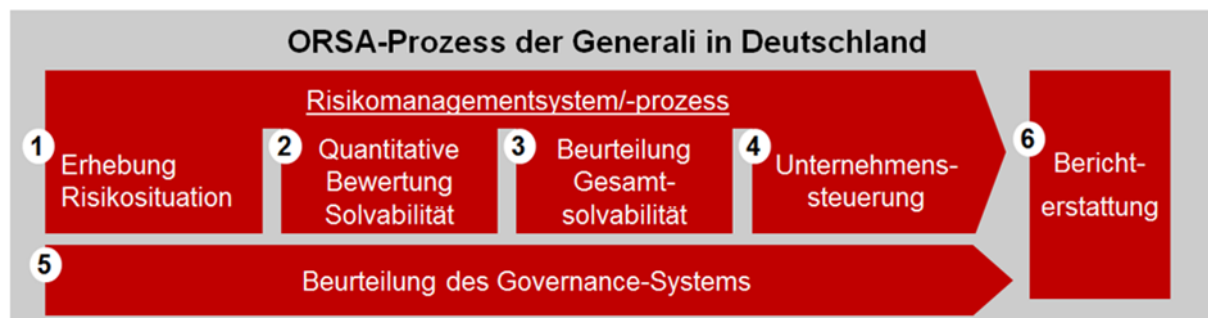 ORSA-Prozess der Generali in Deutschland
Risikomanagementsystem/-prozess
1
Erhebung
Risikosituation
2
Quantitative
Bewertung
Solvabilität
3
Beurteilung
Gesamt-
solvabilität
4
Unternehmens-
steuerung
5
Beurteilung des Governance-Systems
6
Bericht-
erstattung